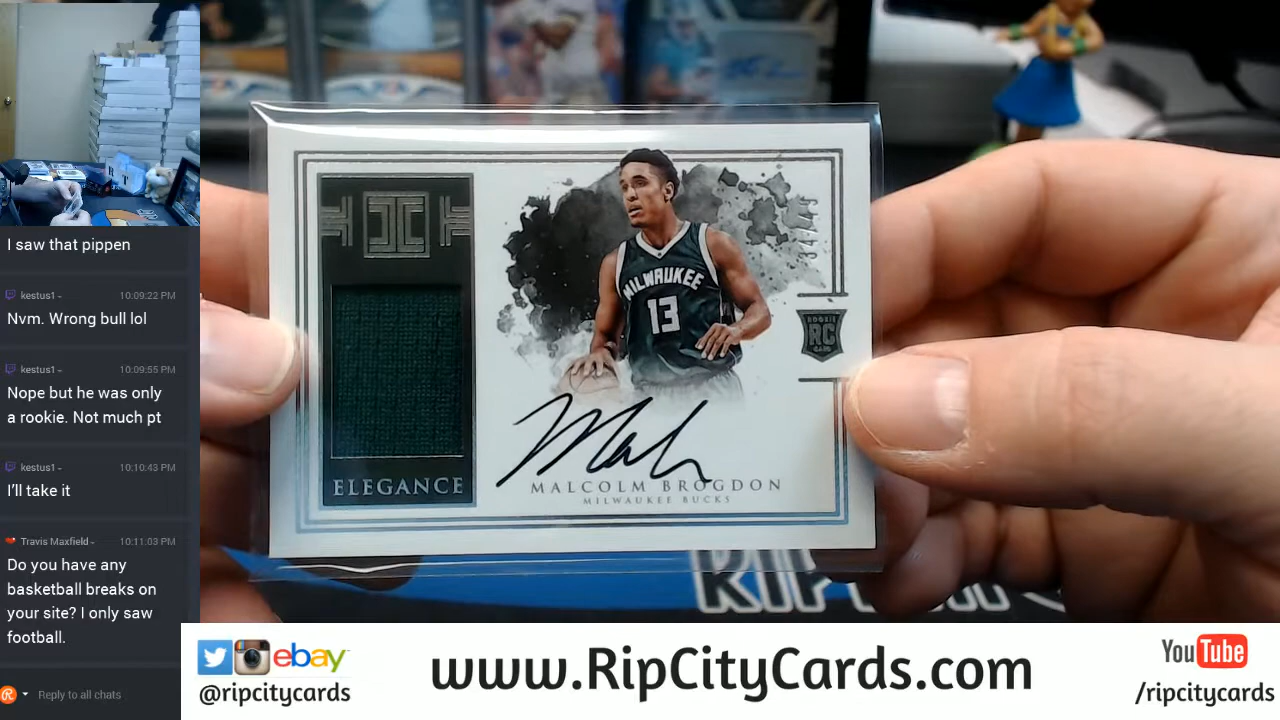 I saw that pippen
kestus1 -
10:09:22 PM
Nvm. Wrong bull lol
kestus1 -
10:09:55 PM
Nope but he was only
a rookie. Not much pt
kestus1 -
10:10:43 PM
I'll take it
Travis Maxfield -
10:11:03 PM
Do you have any
basketball breaks on
your site? I only saw
football.
Reply to all chats
MILWAUKEE
13
ROOKIE
RC
CARD
ELEGANCE
MALCOLM BROGDON
MILWAUKEE BUCKS
ebay
@ripcitycards
www.RipCityCards.com
YouTube
/ripcitycards